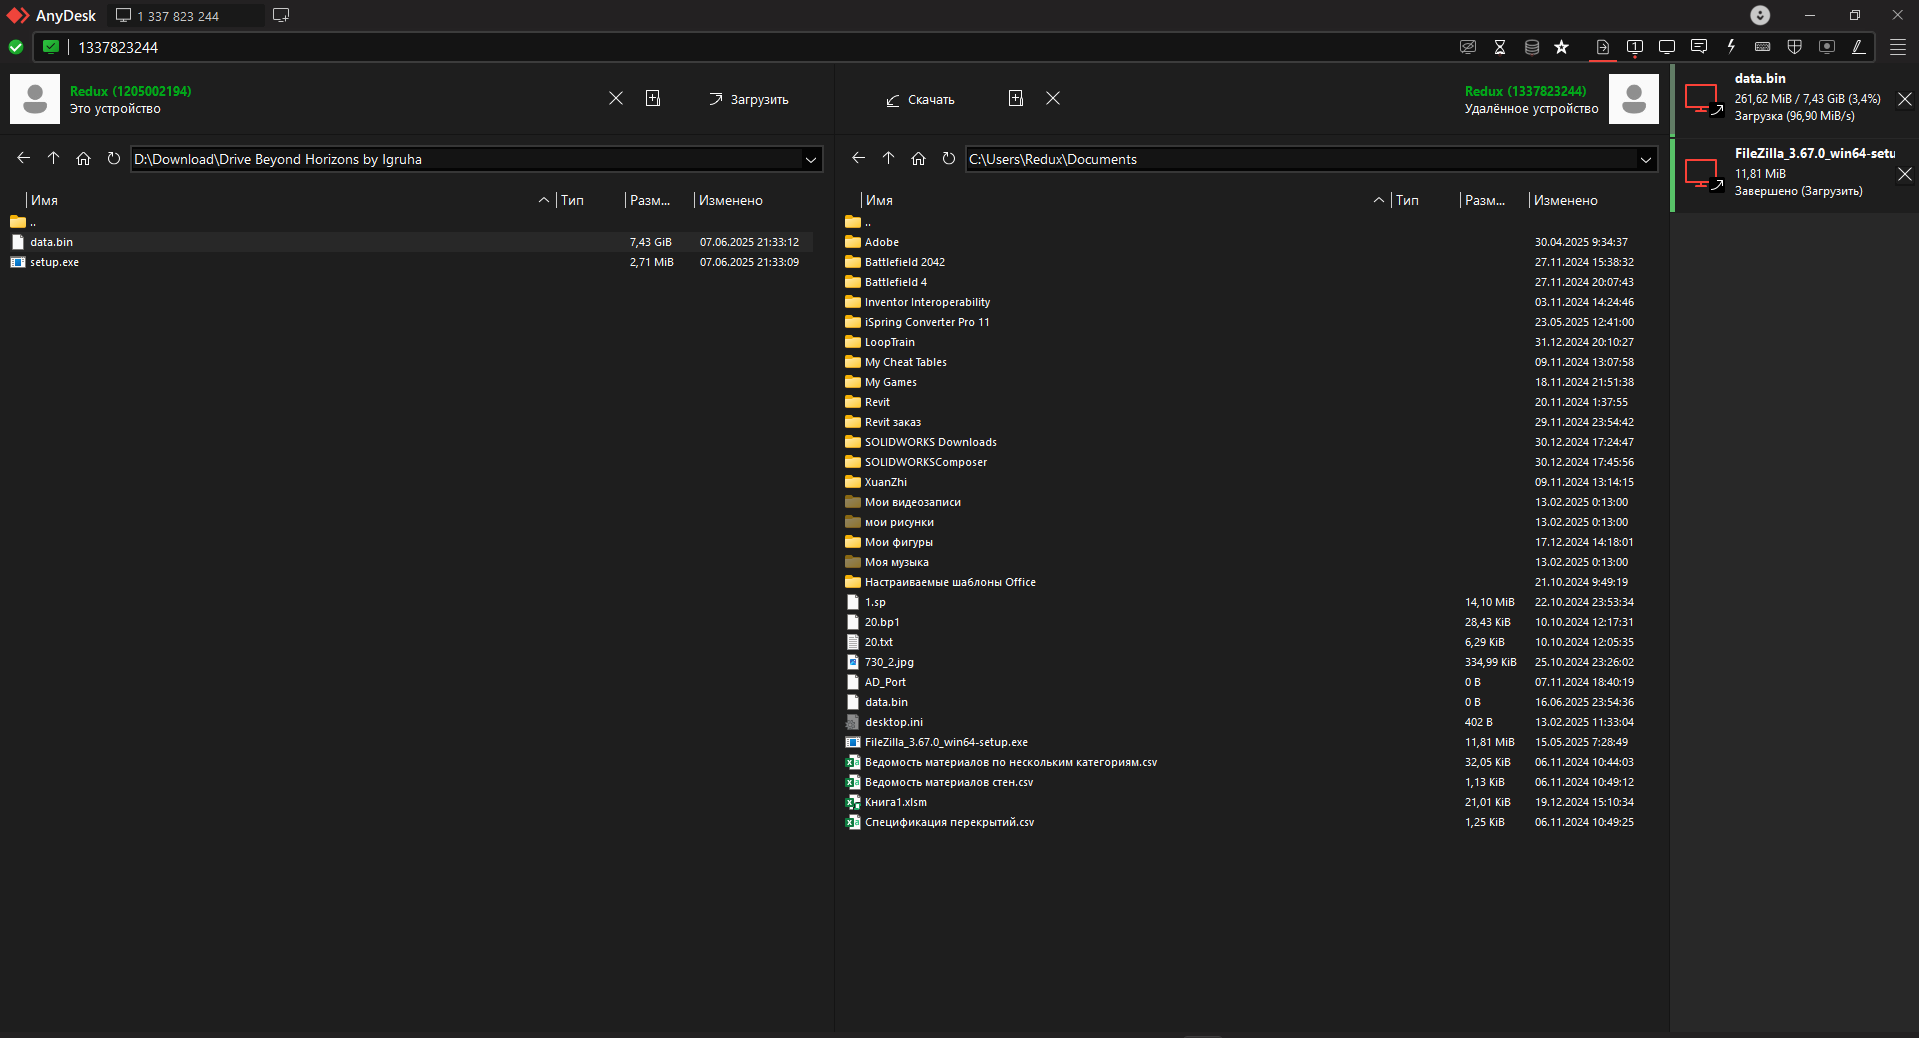 AnyDesk 1 337 823 244
1337823244
Redux (1205002194)
Это устройство
Загрузить
Скачать
Redux (1337823244)
Удалённое устройство
D:\Download\Drive Beyond Horizons by Igruha
Имя Тип Разм... Изменено
..
data.bin 7,43 GiB 07.06.2025 21:33:12
setup.exe 2,71 MiB 07.06.2025 21:33:09
C:\Users\Redux\Documents
Имя Тип Разм... Изменено
..
Adobe 30.04.2025 9:34:37
Battlefield 2042 27.11.2024 15:38:32
Battlefield 4 27.11.2024 20:07:43
Inventor Interoperability 03.11.2024 14:24:46
iSpring Converter Pro 11 23.05.2025 12:41:00
LoopTrain 31.12.2024 20:10:27
My Cheat Tables 09.11.2024 13:07:58
My Games 18.11.2024 21:51:38
Revit 20.11.2024 1:37:55
Revit заказ 29.11.2024 23:54:42
SOLIDWORKS Downloads 30.12.2024 17:24:47
SOLIDWORKSComposer 30.12.2024 17:45:56
XuanZhi 09.11.2024 13:14:15
Мои видеозаписи 13.02.2025 0:13:00
мои рисунки 13.02.2025 0:13:00
Мои фигуры 17.12.2024 14:18:01
Моя музыка 13.02.2025 0:13:00
Настраиваемые шаблоны Office 21.10.2024 9:49:19
1.sp 14,10 MiB 22.10.2024 23:53:34
20.bp1 28,43 KiB 10.10.2024 12:17:31
20.txt 6,29 KiB 10.10.2024 12:05:35
730_2.jpg 334,99 KiB 25.10.2024 23:26:02
AD_Port 0 B 07.11.2024 18:40:19
data.bin 0 B 16.06.2025 23:54:36
desktop.ini 402 B 13.02.2025 11:33:04
FileZilla_3.67.0_win64-setup.exe 11,81 MiB 15.05.2025 7:28:49
Ведомость материалов по нескольким категориям.csv 32,05 KiB 06.11.2024 10:44:03
Ведомость материалов стен.csv 1,13 KiB 06.11.2024 10:49:12
Книга1.xlsm 21,01 KiB 19.12.2024 15:10:34
Спецификация перекрытий.csv 1,25 KiB 06.11.2024 10:49:25
data.bin
261,62 MiB / 7,43 GiB (3,4%)
Загрузка (96,90 MiB/s)
FileZilla_3.67.0_win64-setu
11,81 MiB
Завершено (Загрузить)